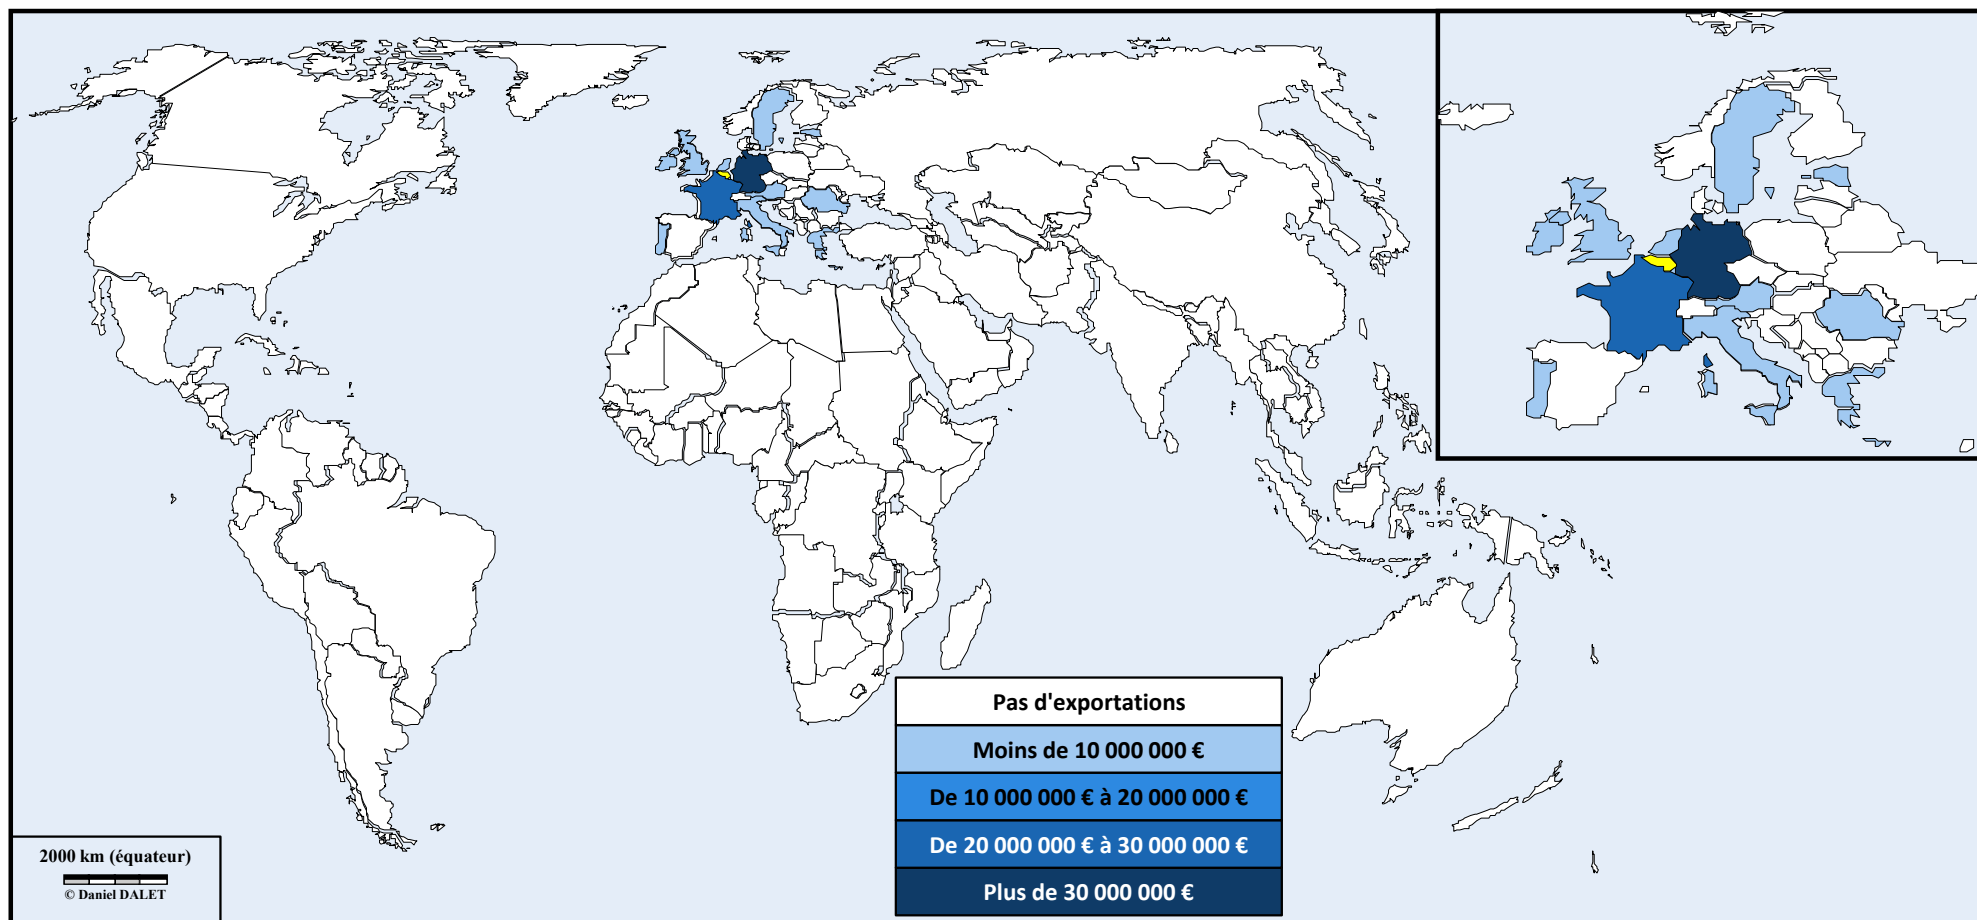 Pas d'exportations
Moins de 10 000 000 €
De 10 000 000 € à 20 000 000 €
De 20 000 000 € à 30 000 000 €
Plus de 30 000 000 €
2000 km (équateur)
© Daniel DALET